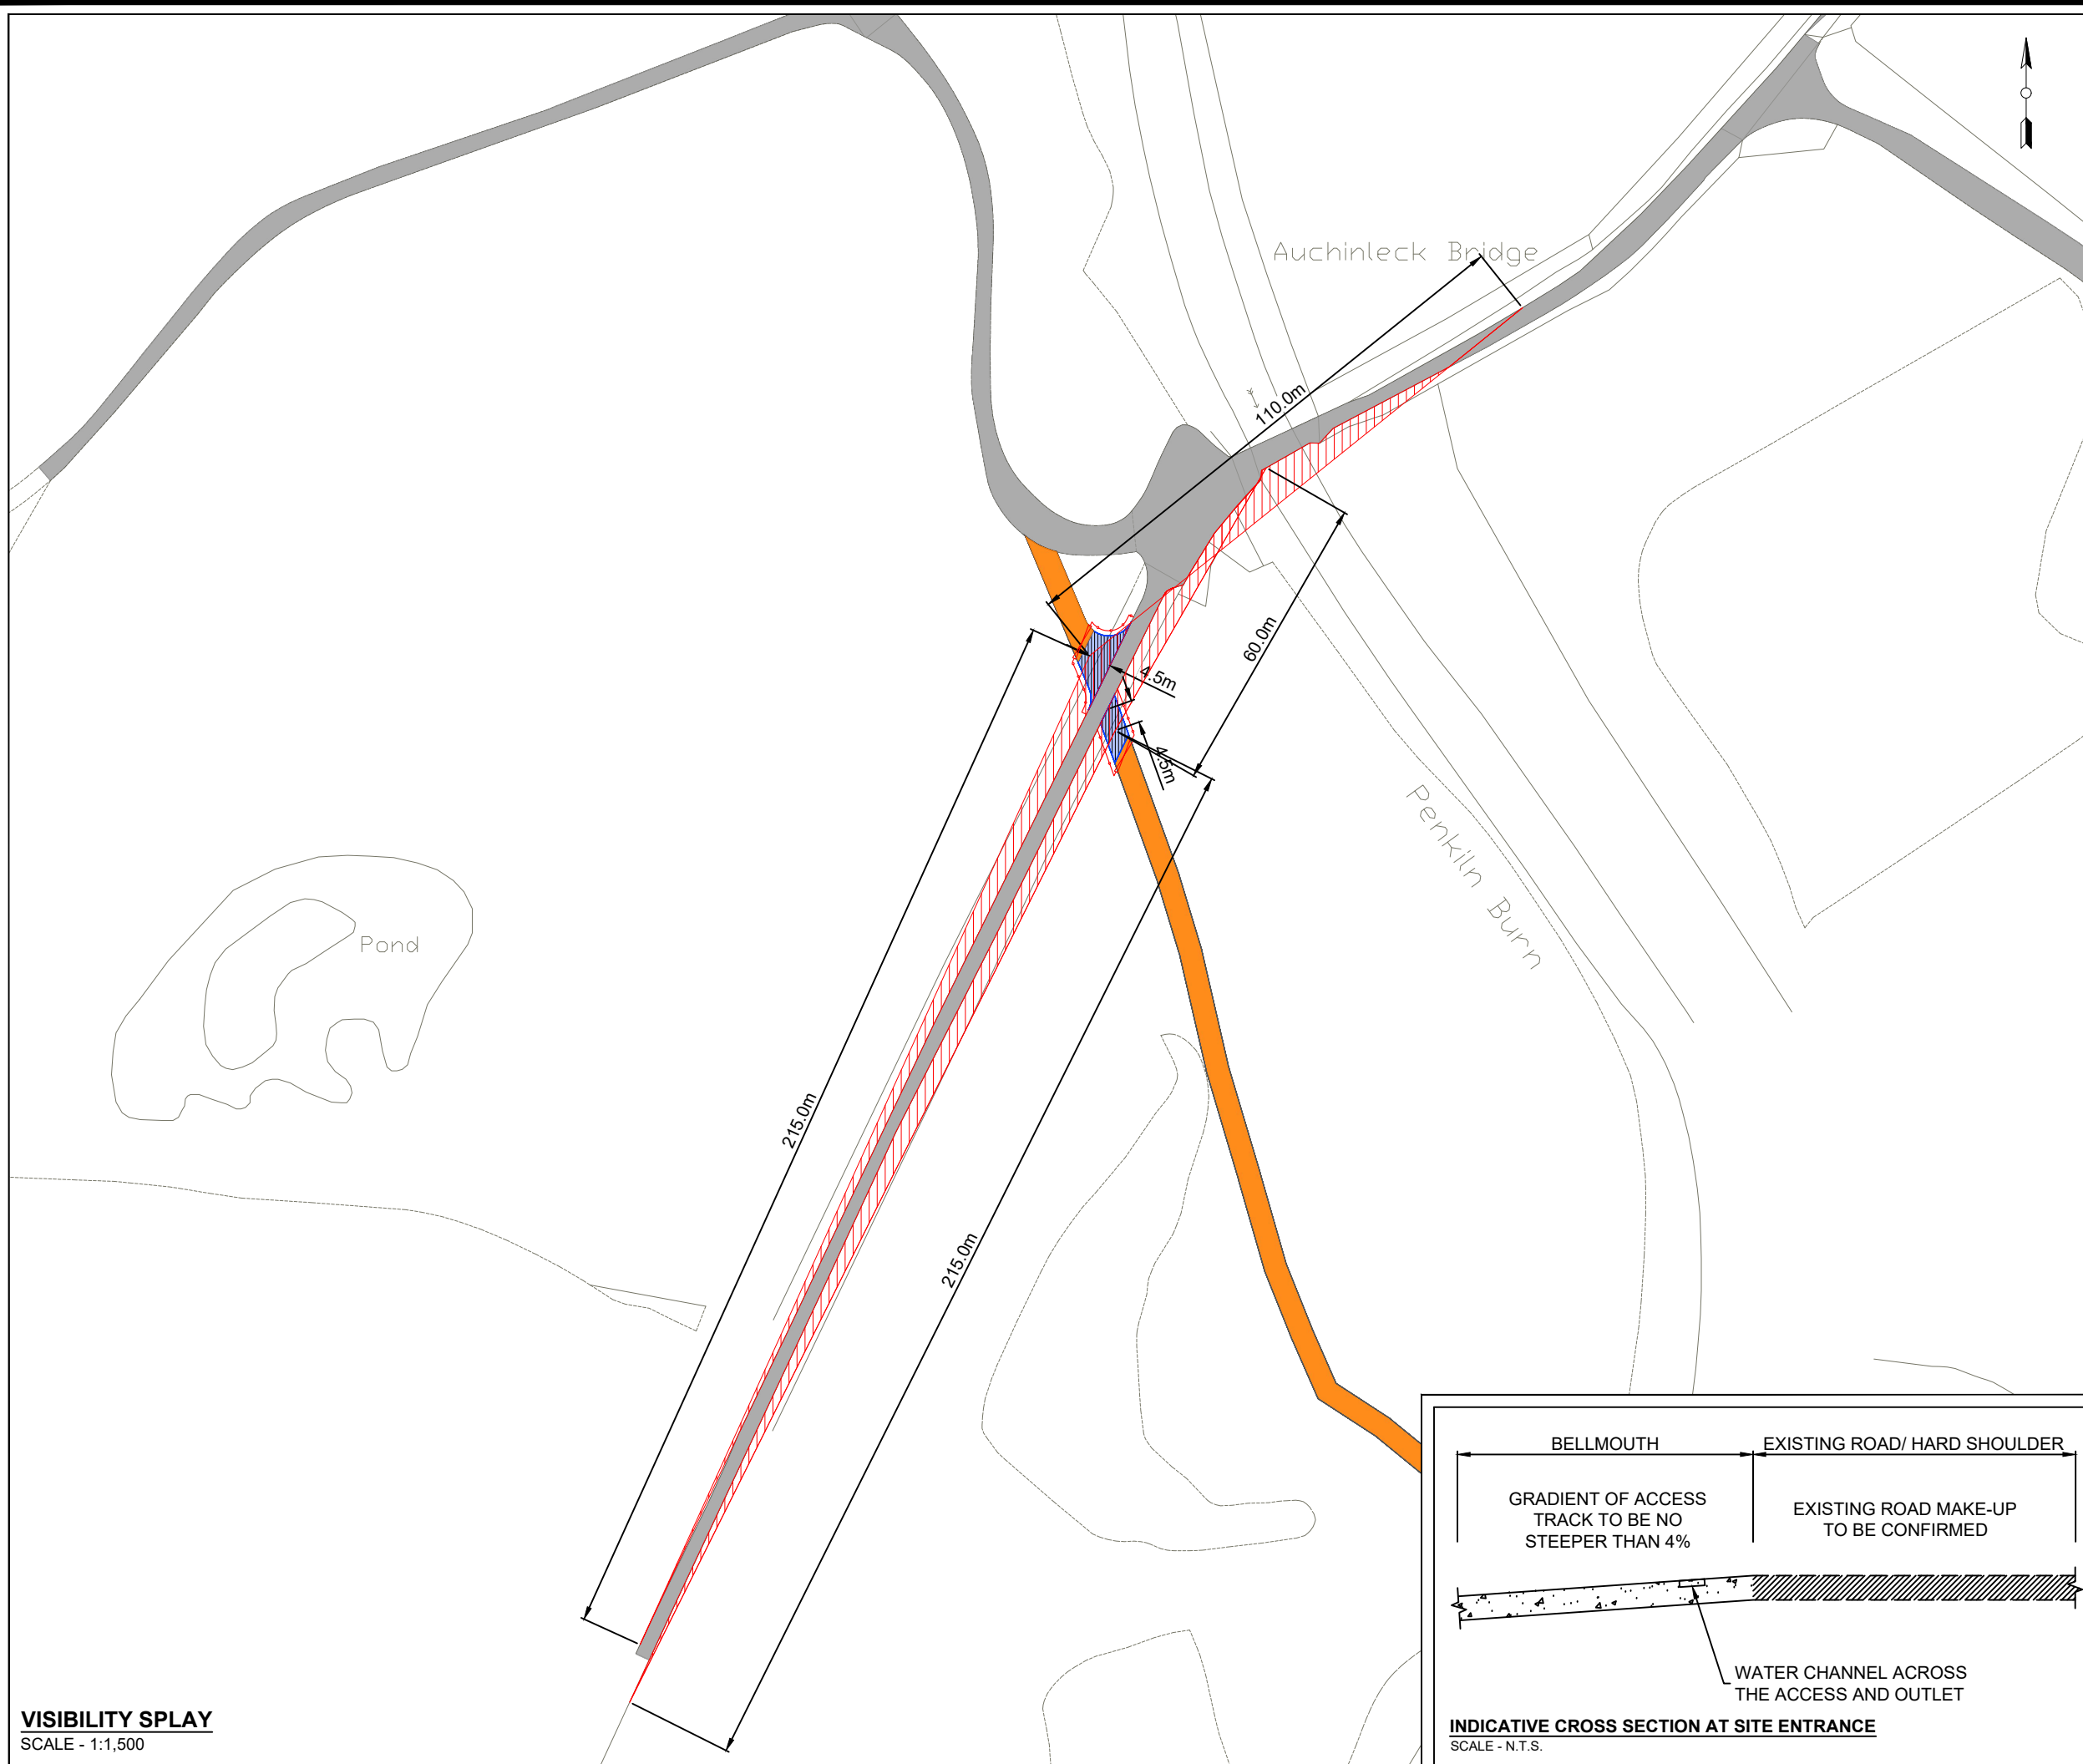 Auchinleck Bridge
110.0m
60.0m
4.5m
4.5m
Penkiln Burn
Pond
215.0m
215.0m
BELLMOUTH
EXISTING ROAD/ HARD SHOULDER
GRADIENT OF ACCESS
TRACK TO BE NO
STEEPER THAN 4%
EXISTING ROAD MAKE-UP
TO BE CONFIRMED
WATER CHANNEL ACROSS
THE ACCESS AND OUTLET
INDICATIVE CROSS SECTION AT SITE ENTRANCE
SCALE - N.T.S.
VISIBILITY SPLAY
SCALE - 1:1,500